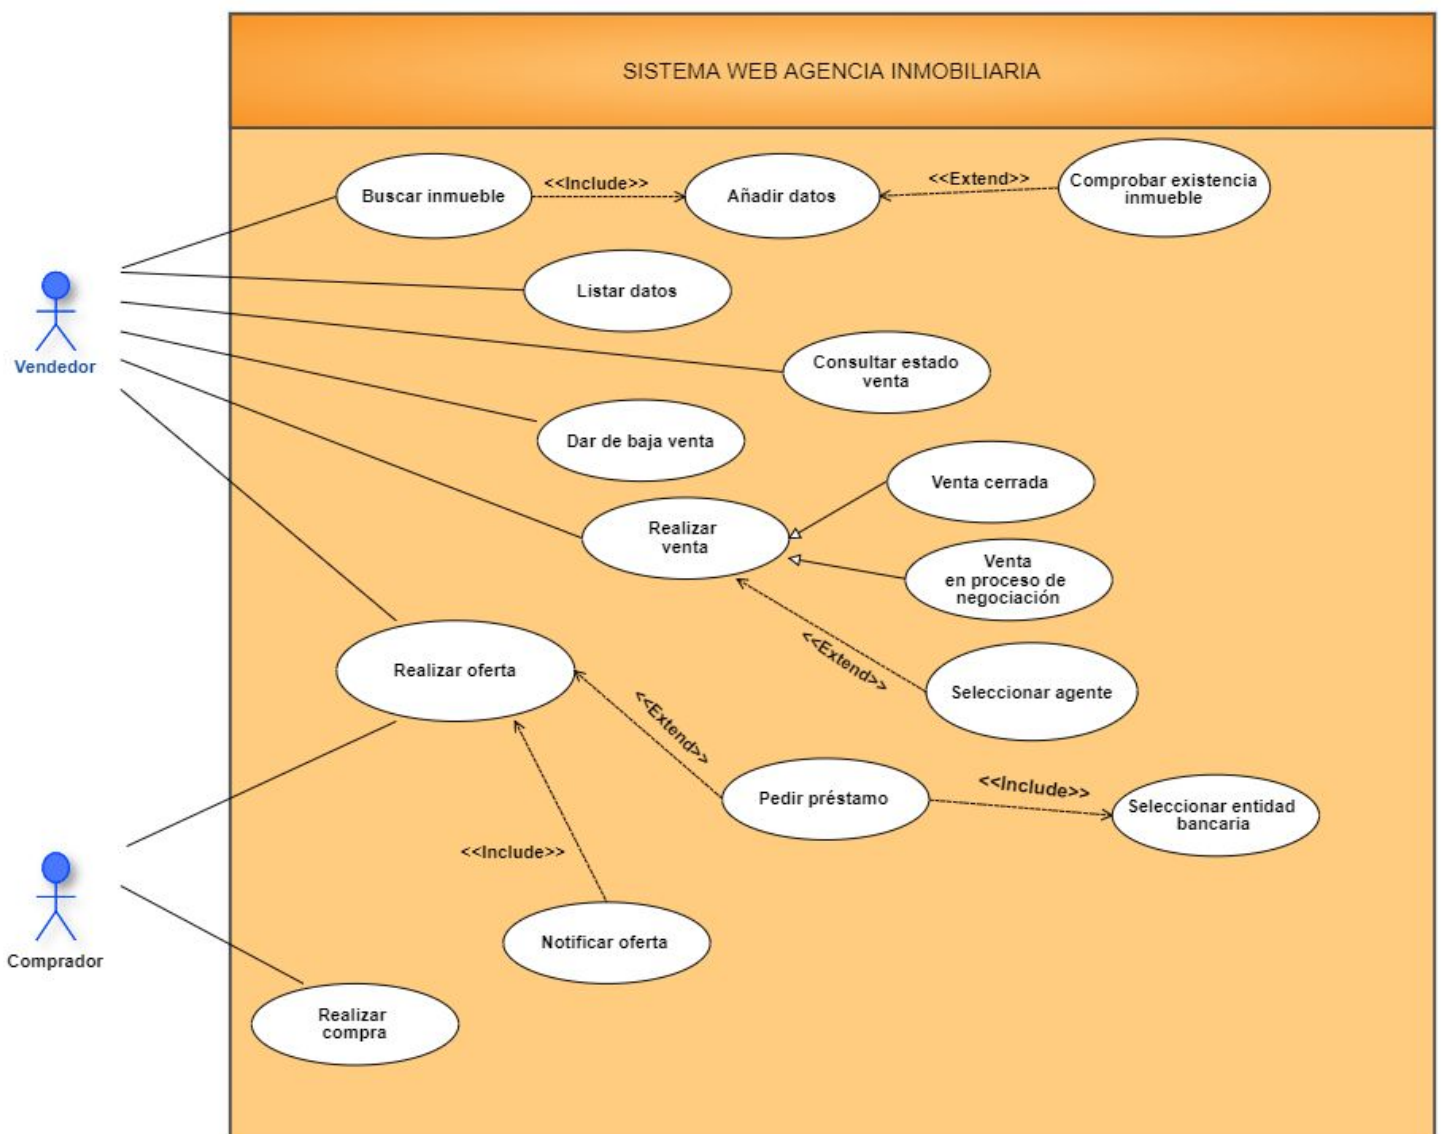 SISTEMA WEB AGENCIA INMOBILIARIA
Buscar inmueble
<<Include>>
Añadir datos
<<Extend>>
Comprobar existencia
inmueble
Listar datos
Vendedor
Consultar estado
venta
Dar de baja venta
Venta cerrada
Realizar
venta
Venta
en proceso de
negociación
<<Extend>>
Seleccionar agente
Realizar oferta
<<Extend>>
Pedir préstamo
<<Include>>
Seleccionar entidad
bancaria
<<Include>>
Notificar oferta
Comprador
Realizar
compra